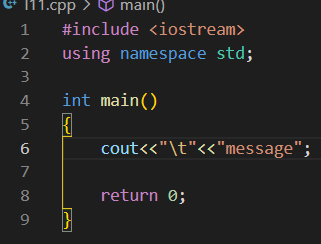 l11.cpp > main()
1 #include <iostream>
2 using namespace std;
3
4 int main()
5 {
6     cout<<"\t"<<"message";
7
8     return 0;
9 }